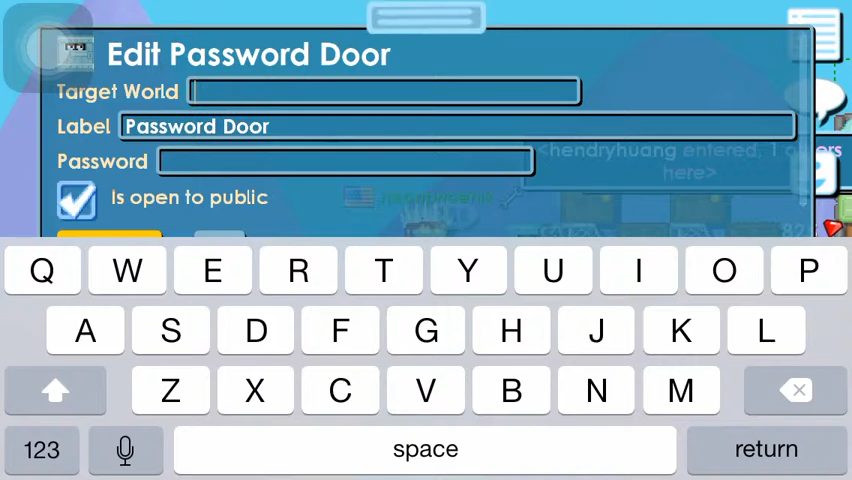 Edit Password Door
Target World
Label Password Door
Password
<hendryhuang entered, 1 others
here>
Is open to public
Q W E R T Y U I O P
A S D F G H J K L
Z X C V B N M
123 space return